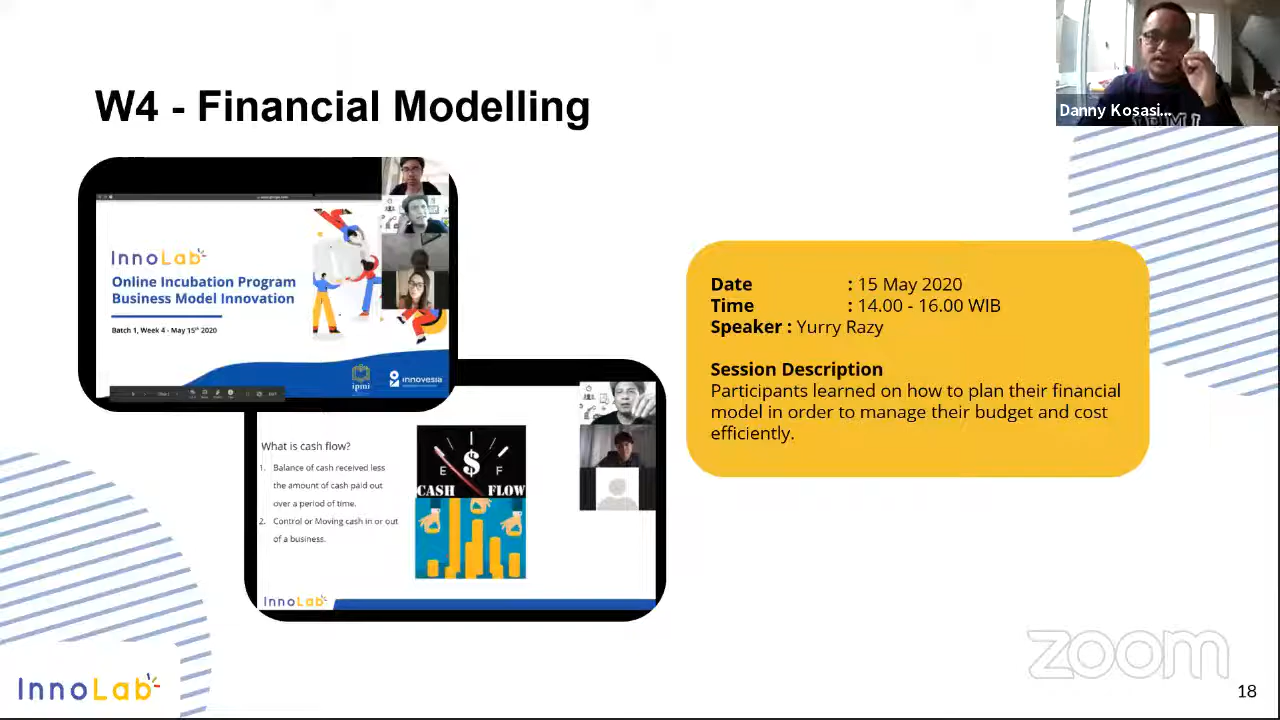 W4 - Financial Modelling
Danny Kosasi...
InnoLab
Online Incubation Program
Business Model Innovation
Batch 1, Week 4 - May 15th 2020
ipmi
innovesia
What is cash flow?
1. Balance of cash received less
the amount of cash paid out
over a period of time.
2. Control or Moving cash in or out
of a business.
E $ F
CASH FLOW
InnoLab
Date : 15 May 2020
Time : 14.00 - 16.00 WIB
Speaker : Yurry Razy
Session Description
Participants learned on how to plan their financial
model in order to manage their budget and cost
efficiently.
InnoLab
zoom
18